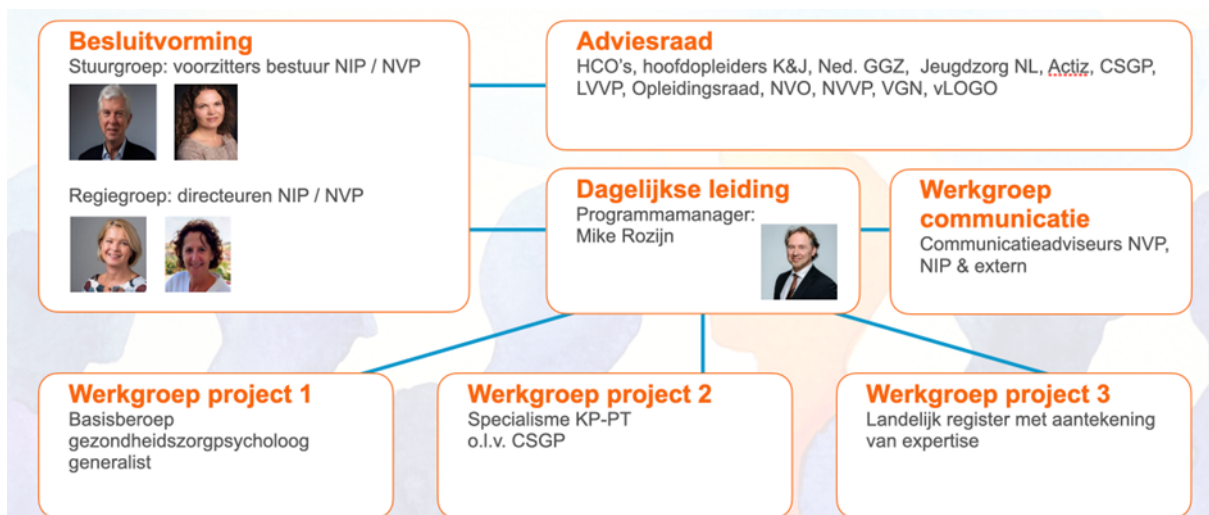 Besluitvorming
Stuurgroep: voorzitters bestuur NIP / NVP
Regiegroep: directeuren NIP / NVP
Adviesraad
HCO's, hoofdopleiders K&J, Ned. GGZ, Jeugdzorg NL, Actiz, CSGP,
LVVP, Opleidingsraad, NVO, NVVP, VGN, vLOGO
Dagelijkse leiding
Programmamanager:
Mike Rozijn
Werkgroep
communicatie
Communicatieadviseurs NVP,
NIP & extern
Werkgroep project 1
Basisberoep
gezondheidszorgpsycholoog
generalist
Werkgroep project 2
Specialisme KP-PT
o.l.v. CSGP
Werkgroep project 3
Landelijk register met aantekening
van expertise